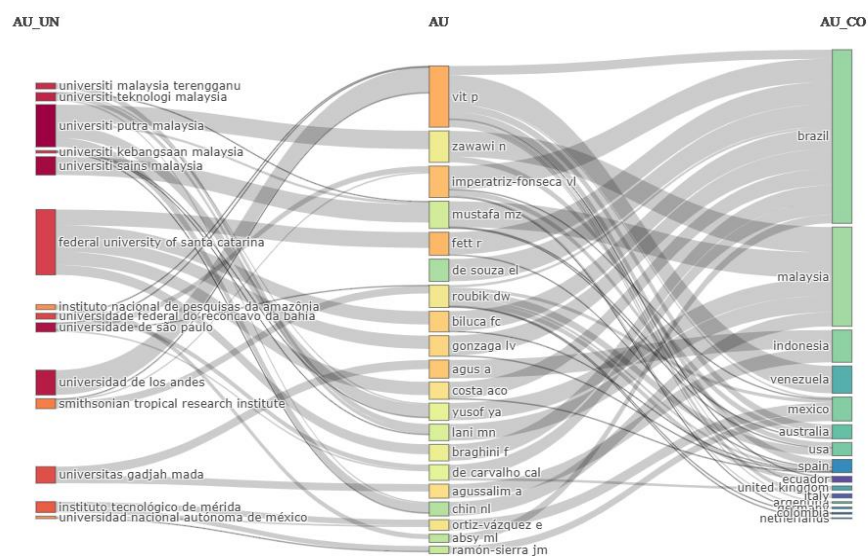 AU_UN
AU
AU_CO
universiti malaysia terengganu
universiti teknologi malaysia
universiti putra malaysia
universiti kebangsaan malaysia
universiti sains malaysia
federal university of santa catarina
instituto nacional de pesquisas da amazônia
universidade federal do recôncavo da bahia
universidade de são paulo
universidad de los andes
smithsonian tropical research institute
universitas gadjah mada
instituto tecnológico de mérida
universidad nacional autónoma de méxico
vit p
zawawi n
imperatriz-fonseca vl
mustafa mz
fett r
de souza el
roubik dw
biluca fc
gonzaga lv
agus a
costa aco
yusof ya
lani mn
braghini f
de carvalho cal
agussalim a
chin nl
ortiz-vázquez e
absy ml
ramón-sierra jm
brazil
malaysia
indonesia
venezuela
mexico
australia
usa
spain
ecuador
united kingdom
italy
argentina
germany
colombia
netherlands